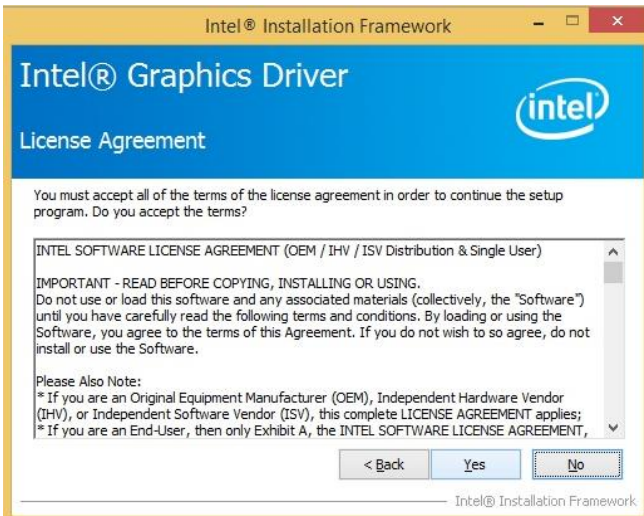 Intel® Installation Framework
Intel® Graphics Driver
intel
License Agreement
You must accept all of the terms of the license agreement in order to continue the setup
program. Do you accept the terms?
INTEL SOFTWARE LICENSE AGREEMENT (OEM / IHV / ISV Distribution & Single User)
IMPORTANT - READ BEFORE COPYING, INSTALLING OR USING.
Do not use or load this software and any associated materials (collectively, the "Software")
until you have carefully read the following terms and conditions. By loading or using the
Software, you agree to the terms of this Agreement. If you do not wish to so agree, do not
install or use the Software.
Please Also Note:
* If you are an Original Equipment Manufacturer (OEM), Independent Hardware Vendor
(IHV), or Independent Software Vendor (ISV), this complete LICENSE AGREEMENT applies;
* If you are an End-User, then only Exhibit A, the INTEL SOFTWARE LICENSE AGREEMENT,
< Back Yes No
Intel® Installation Framework